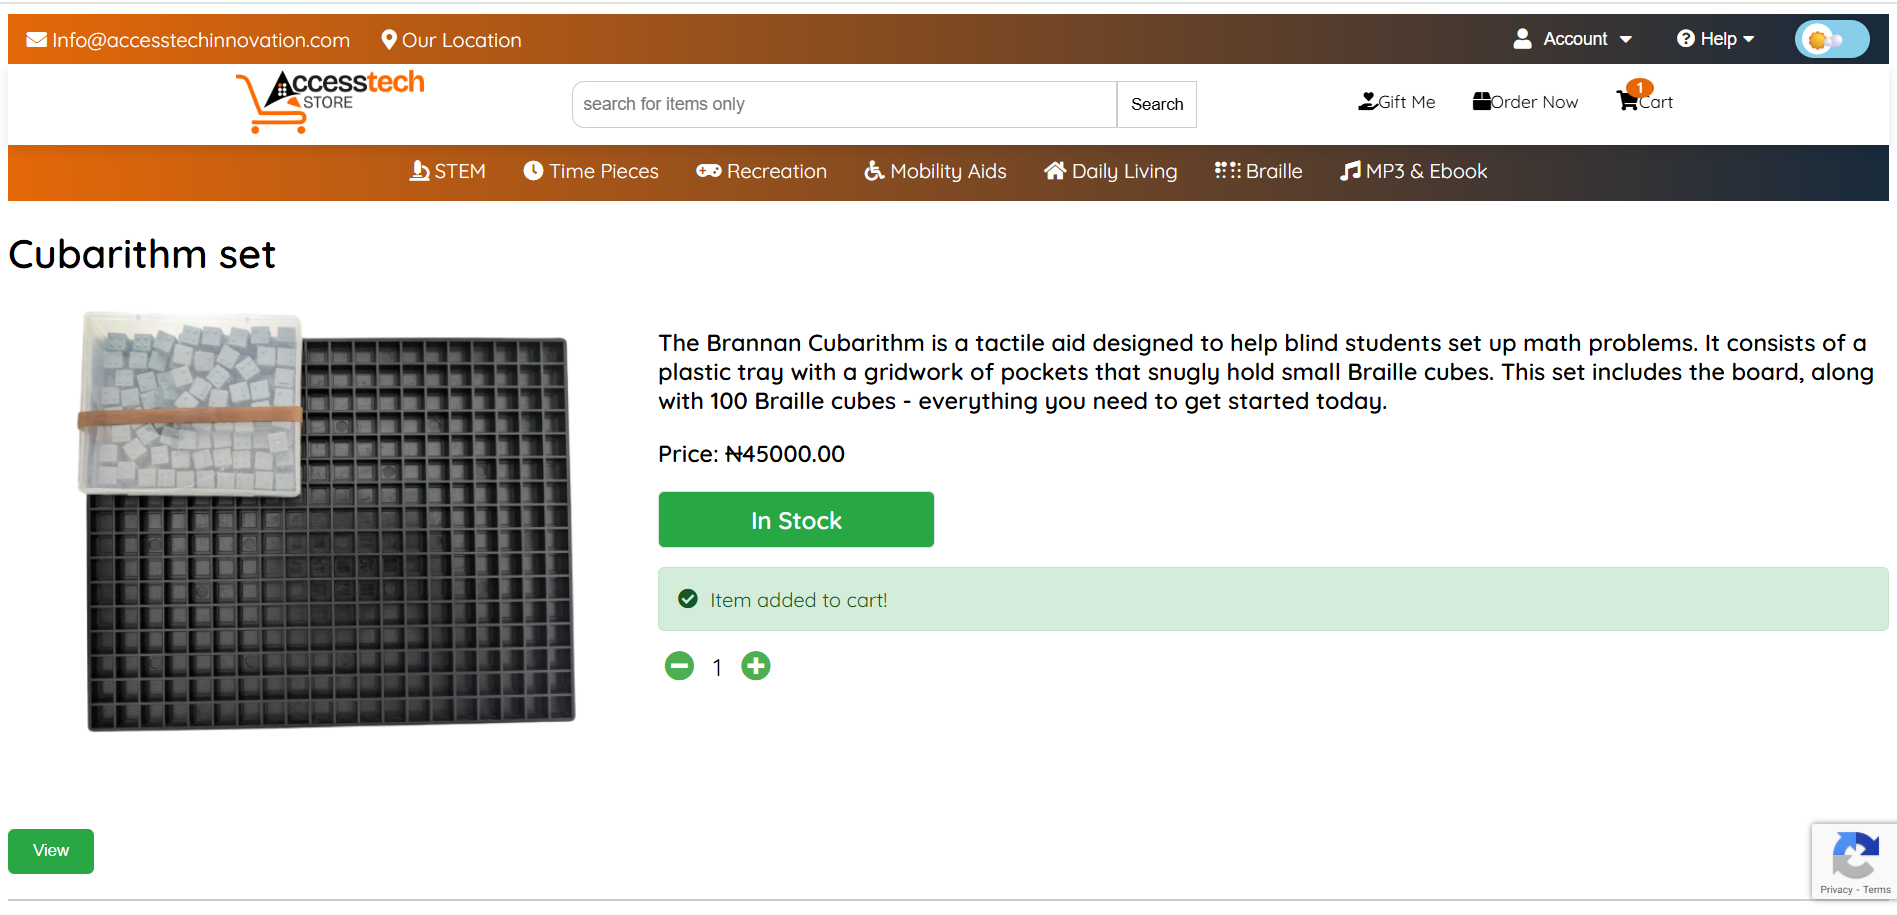 Info@accesstechinnovation.com Our Location Account Help
Accesstech
STORE
search for items only Search
Gift Me Order Now 1 Cart
STEM Time Pieces Recreation Mobility Aids Daily Living Braille MP3 & Ebook
Cubarithm set
The Brannan Cubarithm is a tactile aid designed to help blind students set up math problems. It consists of a
plastic tray with a gridwork of pockets that snugly hold small Braille cubes. This set includes the board, along
with 100 Braille cubes - everything you need to get started today.
Price: ₦45000.00
In Stock
Item added to cart!
1
View
Privacy - Terms